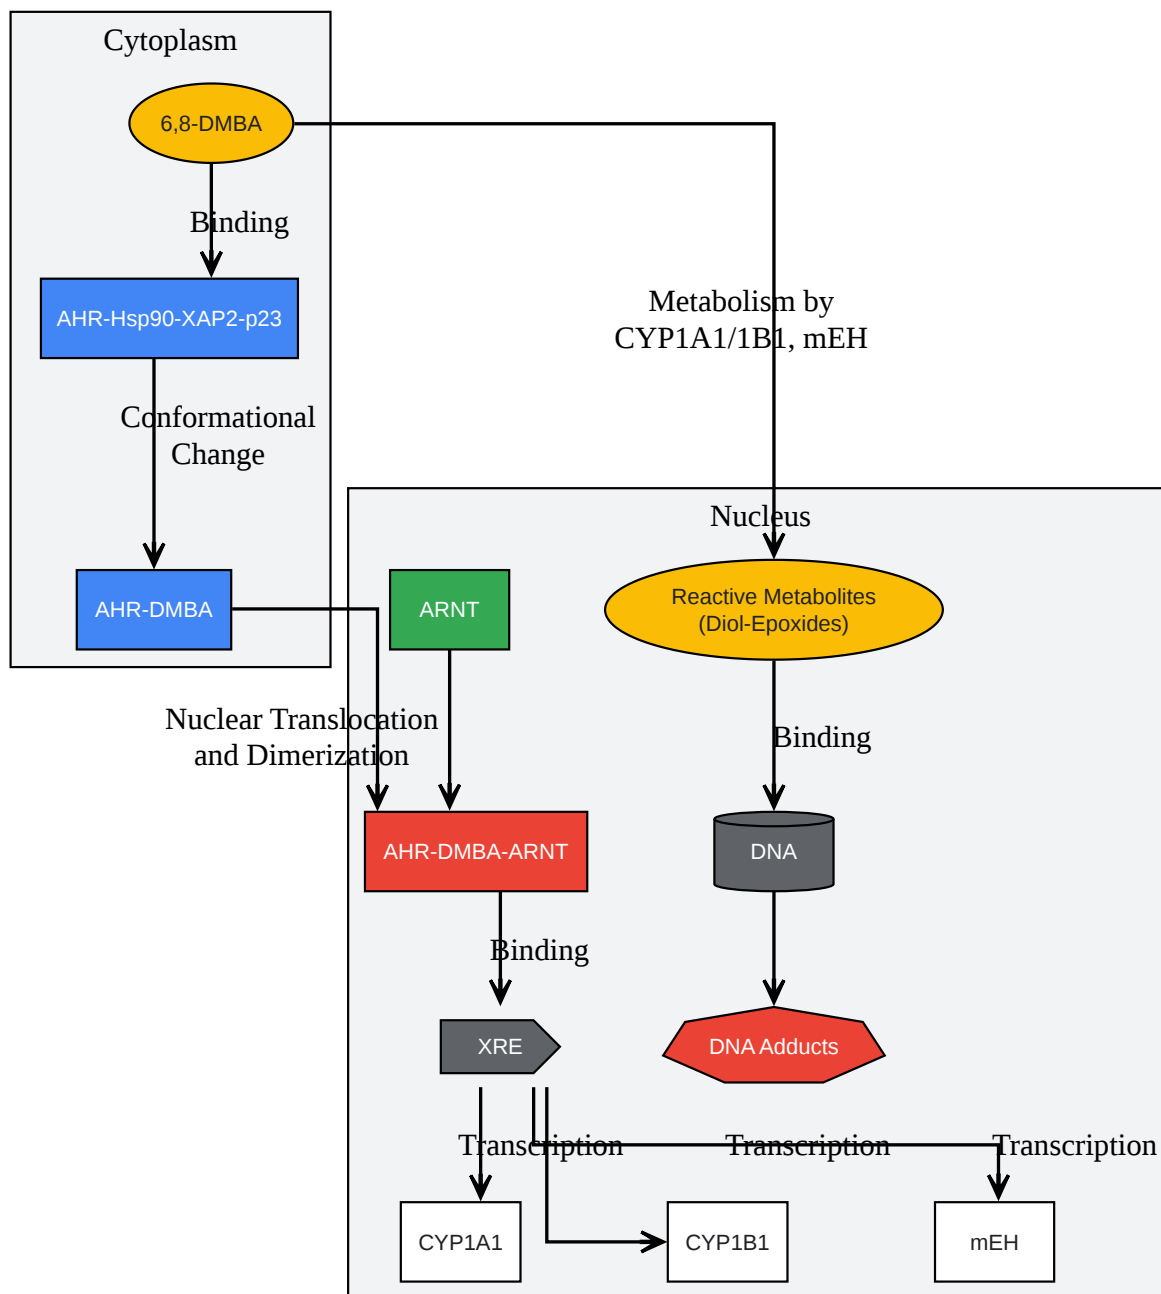 Cytoplasm
6,8-DMBA
Binding
AHR-Hsp90-XAP2-p23
Metabolism by
CYP1A1/1B1, mEH
Conformational
Change
Nucleus
AHR-DMBA
ARNT
Reactive Metabolites
(Diol-Epoxides)
Nuclear Translocation
and Dimerization
Binding
AHR-DMBA-ARNT
DNA
Binding
XRE
DNA Adducts
Transcription
Transcription
Transcription
CYP1A1
CYP1B1
mEH